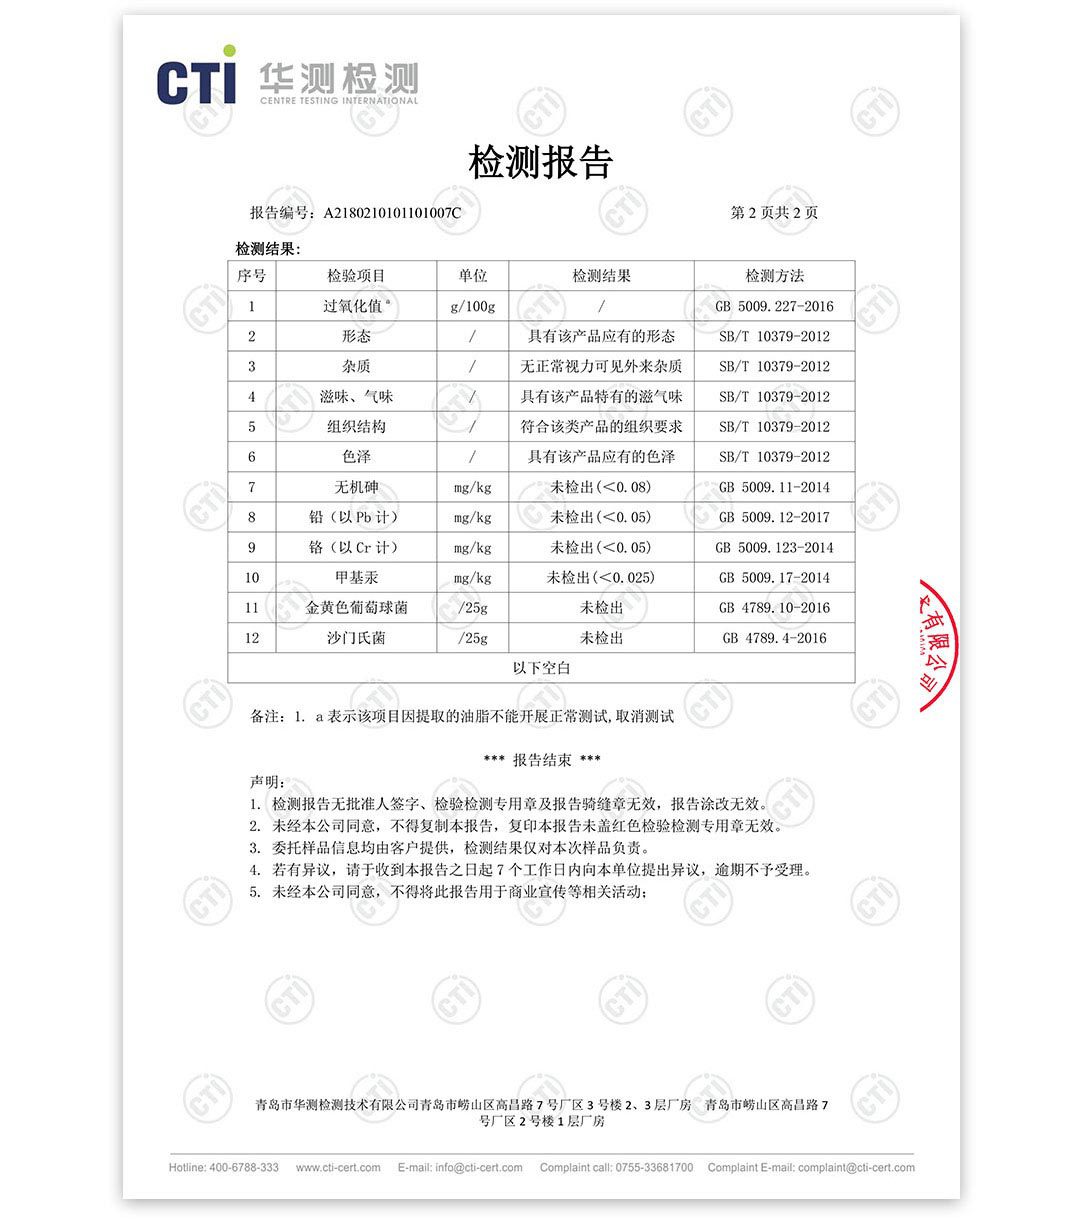 CTI 华测检测
CENTRE TESTING INTERNATIONAL
检测报告
报告编号：A2180210101101007C 第 2 页共 2 页
检测结果：
序号 检验项目 单位 检测结果 检测方法
1 过氧化值ª g/100g / GB 5009.227-2016
2 形态 / 具有该产品应有的形态 SB/T 10379-2012
3 杂质 / 无正常视力可见外来杂质 SB/T 10379-2012
4 滋味、气味 / 具有该产品特有的滋气味 SB/T 10379-2012
5 组织结构 / 符合该类产品的组织要求 SB/T 10379-2012
6 色泽 / 具有该产品应有的色泽 SB/T 10379-2012
7 无机砷 mg/kg 未检出(＜0.08) GB 5009.11-2014
8 铅（以 Pb 计） mg/kg 未检出(＜0.05) GB 5009.12-2017
9 铬（以 Cr 计） mg/kg 未检出(＜0.05) GB 5009.123-2014
10 甲基汞 mg/kg 未检出(＜0.025) GB 5009.17-2014
11 金黄色葡萄球菌 /25g 未检出 GB 4789.10-2016
12 沙门氏菌 /25g 未检出 GB 4789.4-2016
以下空白
有限公司
备注：1. a 表示该项目因提取的油脂不能开展正常测试,取消测试
*** 报告结束 ***
声明：
1. 检测报告无批准人签字、检验检测专用章及报告骑缝章无效，报告涂改无效。
2. 未经本公司同意，不得复制本报告，复印本报告未盖红色检验检测专用章无效。
3. 委托样品信息均由客户提供，检测结果仅对本次样品负责。
4. 若有异议，请于收到本报告之日起 7 个工作日内向本单位提出异议，逾期不予受理。
5. 未经本公司同意，不得将此报告用于商业宣传等相关活动；
青岛市华测检测技术有限公司青岛市崂山区高昌路 7 号厂区 3 号楼 2、3 层厂房 青岛市崂山区高昌路 7
号厂区 2 号楼 1 层厂房
Hotline: 400-6788-333 www.cti-cert.com E-mail: info@cti-cert.com Complaint call: 0755-33681700 Complaint E-mail: complaint@cti-cert.com